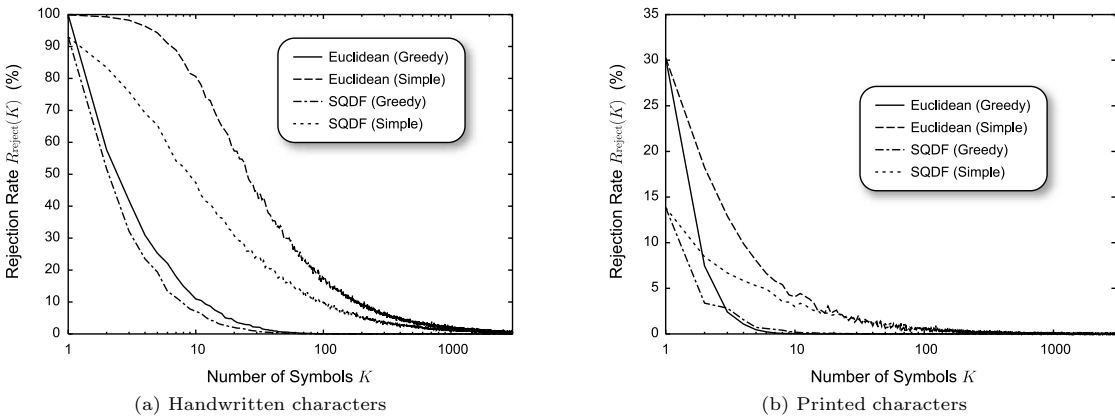 100
90
80
70
60
50
40
30
20
10
0
Rejection Rate R_reject(K) (%)
Euclidean (Greedy)
Euclidean (Simple)
SQDF (Greedy)
SQDF (Simple)
1 10 100 1000
Number of Symbols K
(a) Handwritten characters
35
30
25
20
15
10
5
0
Rejection Rate R_reject(K) (%)
Euclidean (Greedy)
Euclidean (Simple)
SQDF (Greedy)
SQDF (Simple)
1 10 100 1000
Number of Symbols K
(b) Printed characters